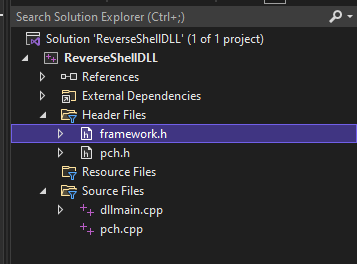 Search Solution Explorer (Ctrl+;)
Solution 'ReverseShellDLL' (1 of 1 project)
ReverseShellDLL
References
External Dependencies
Header Files
framework.h
pch.h
Resource Files
Source Files
dllmain.cpp
pch.cpp